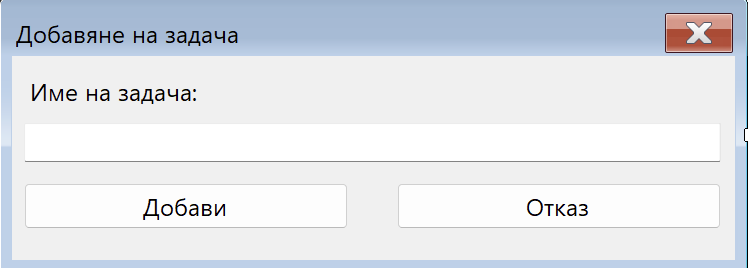 Добавяне на задача
Име на задача:
Добави
Отказ